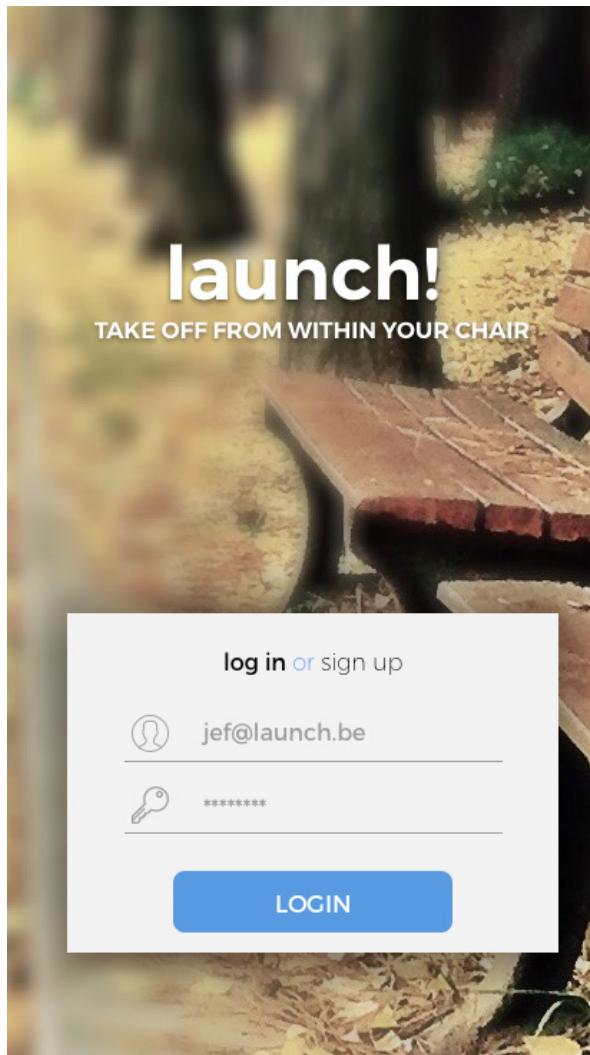 launch!
TAKE OFF FROM WITHIN YOUR CHAIR
log in or sign up
jef@launch.be
********
LOGIN